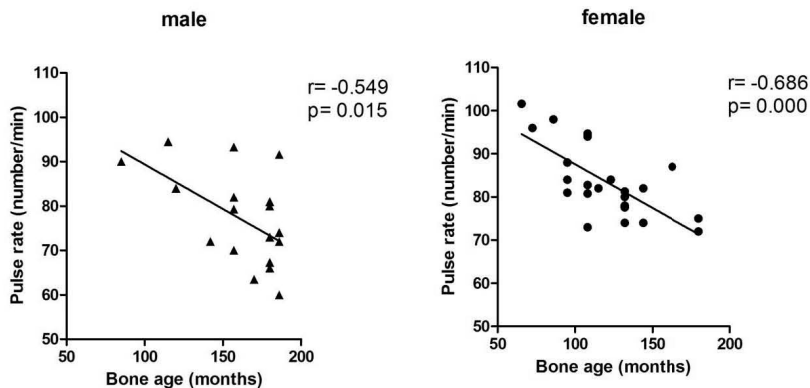 male
r= -0.549
p= 0.015
Pulse rate (number/min)
110
100
90
80
70
60
50
50 100 150 200
Bone age (months)
female
r= -0.686
p= 0.000
Pulse rate (number/min)
110
100
90
80
70
60
50
50 100 150 200
Bone age (months)